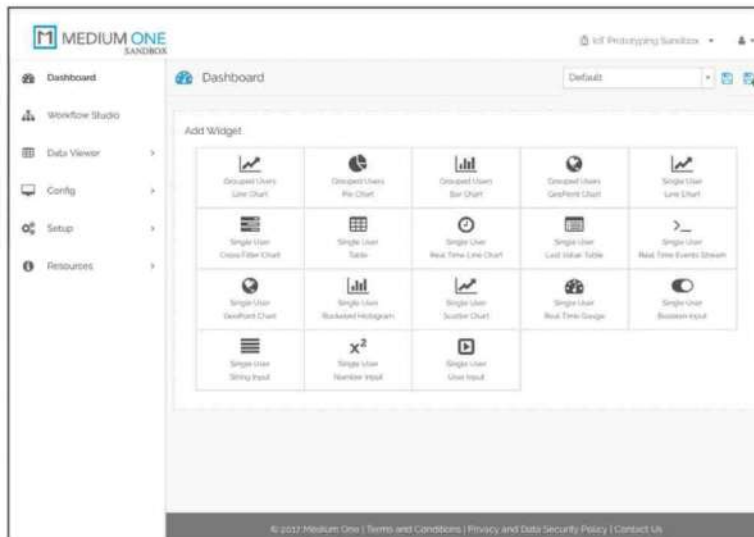 MEDIUM ONE
SANDBOX
IoT Prototyping Sandbox
Dashboard
Workflow Studio
Data Viewer
Config
Setup
Resources
Dashboard
Default
Add Widget
Grouped Users
Line Chart
Grouped Users
Pie Chart
Grouped Users
Bar Chart
Grouped Users
GeoPoint Chart
Single User
Line Chart
Single User
Cross Filter Chart
Single User
Table
Single User
Real Time Line Chart
Single User
Last Value Table
Single User
Real Time Events Stream
Single User
GeoPoint Chart
Single User
Bucketed Histogram
Single User
Scatter Chart
Single User
Real Time Gauge
Single User
Boolean Input
Single User
String Input
x²
Single User
Number Input
Single User
User Input
© 2017 Medium One | Terms and Conditions | Privacy and Data Security Policy | Contact Us